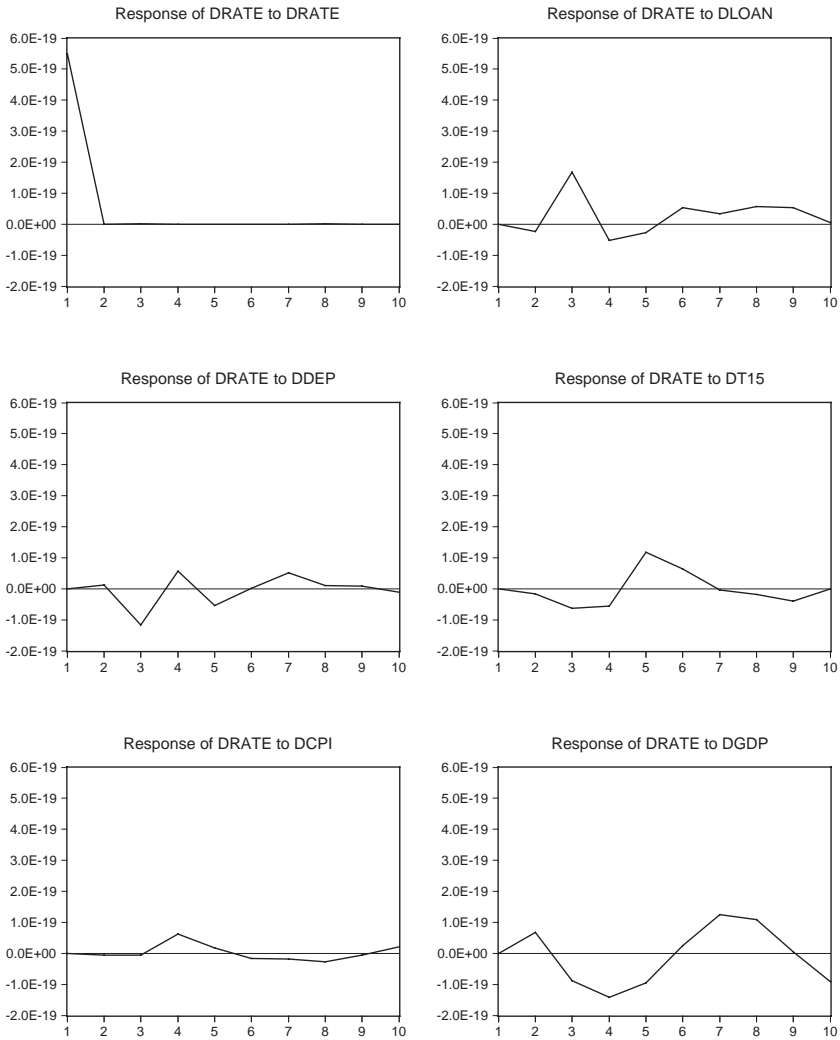 Response of DRATE to DRATE
6.0E-19
5.0E-19
4.0E-19
3.0E-19
2.0E-19
1.0E-19
0.0E+00
-1.0E-19
-2.0E-19
1 2 3 4 5 6 7 8 9 10
Response of DRATE to DLOAN
6.0E-19
5.0E-19
4.0E-19
3.0E-19
2.0E-19
1.0E-19
0.0E+00
-1.0E-19
-2.0E-19
1 2 3 4 5 6 7 8 9 10
Response of DRATE to DDEP
6.0E-19
5.0E-19
4.0E-19
3.0E-19
2.0E-19
1.0E-19
0.0E+00
-1.0E-19
-2.0E-19
1 2 3 4 5 6 7 8 9 10
Response of DRATE to DT15
6.0E-19
5.0E-19
4.0E-19
3.0E-19
2.0E-19
1.0E-19
0.0E+00
-1.0E-19
-2.0E-19
1 2 3 4 5 6 7 8 9 10
Response of DRATE to DCPI
6.0E-19
5.0E-19
4.0E-19
3.0E-19
2.0E-19
1.0E-19
0.0E+00
-1.0E-19
-2.0E-19
1 2 3 4 5 6 7 8 9 10
Response of DRATE to DGDP
6.0E-19
5.0E-19
4.0E-19
3.0E-19
2.0E-19
1.0E-19
0.0E+00
-1.0E-19
-2.0E-19
1 2 3 4 5 6 7 8 9 10